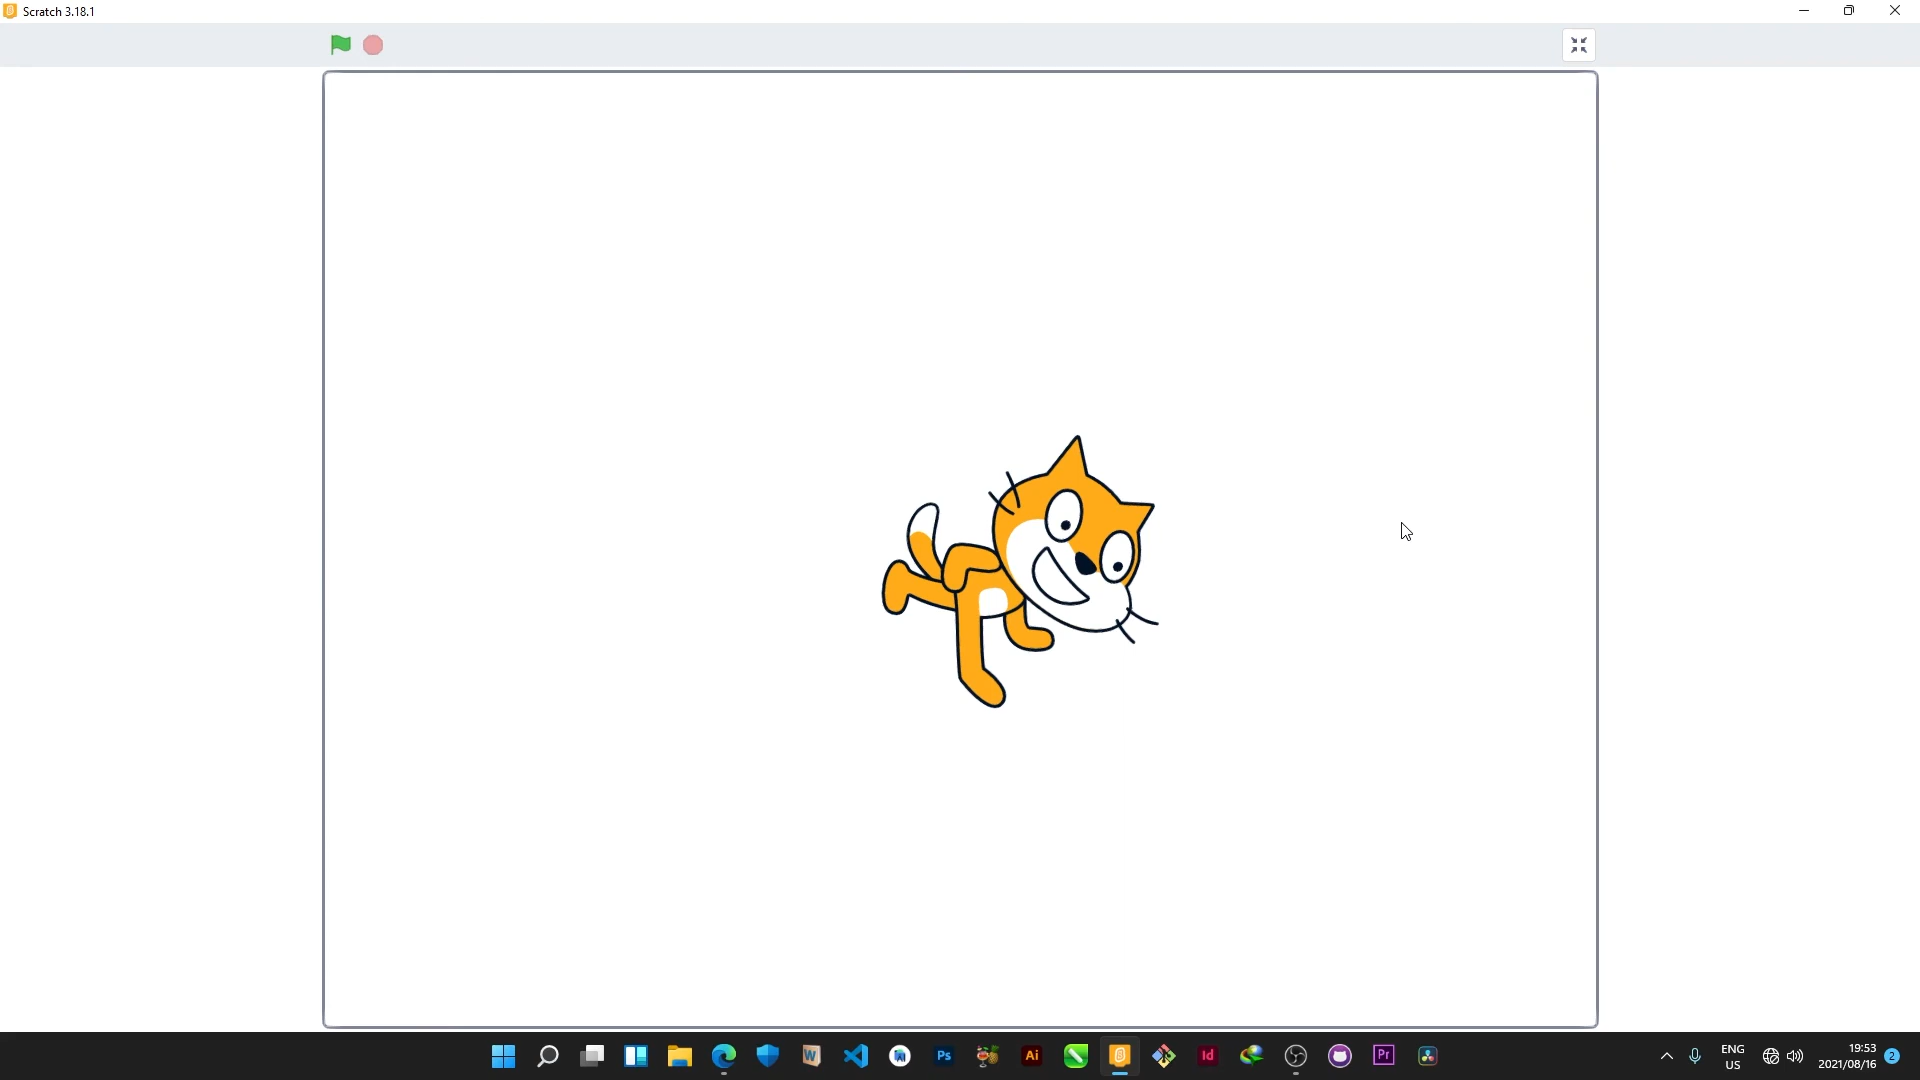 Scratch 3.18.1
W
Ps
Ai
Id
Pr
ENG
US
19:53
2021/08/16
2